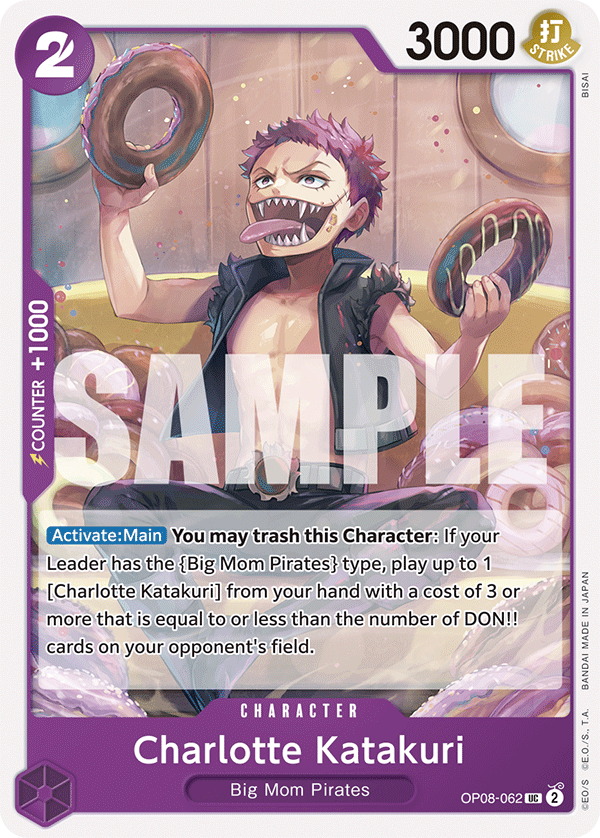 2
3000
打
STRIKE
BISAI
COUNTER +1000
SAMPLE
Activate:Main You may trash this Character: If your
Leader has the {Big Mom Pirates} type, play up to 1
[Charlotte Katakuri] from your hand with a cost of 3 or
more that is equal to or less than the number of DON!!
cards on your opponent's field.
CHARACTER
Charlotte Katakuri
Big Mom Pirates
OP08-062 UC 2
©EO/S ©E.O./S., T.A. BANDAI MADE IN JAPAN